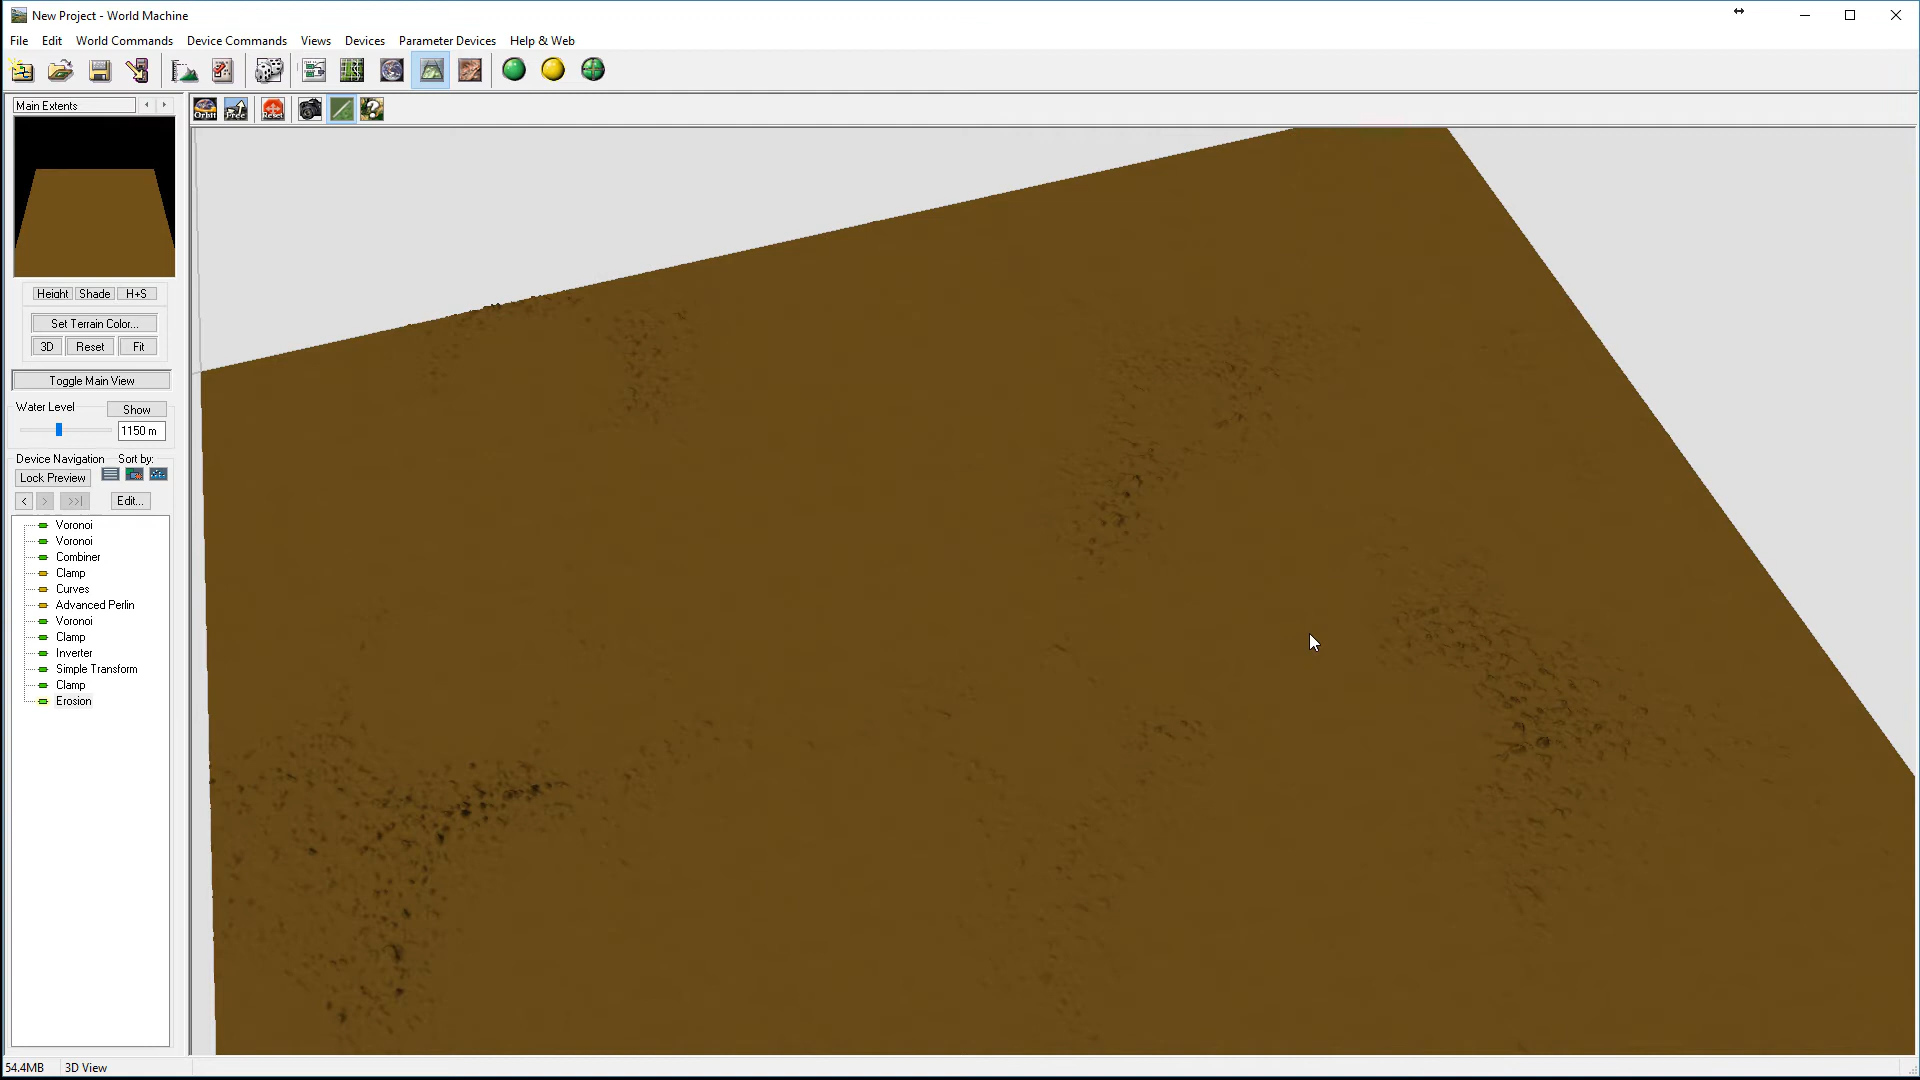 New Project - World Machine
File Edit World Commands Device Commands Views Devices Parameter Devices Help & Web
Main Extents
Orbit Free Reset
Height Shade H+S
Set Terrain Color...
3D Reset Fit
Toggle Main View
Water Level Show
1150 m
Device Navigation Sort by:
Lock Preview
< > >>| Edit...
Voronoi
Voronoi
Combiner
Clamp
Curves
Advanced Perlin
Voronoi
Clamp
Inverter
Simple Transform
Clamp
Erosion
54.4MB 3D View